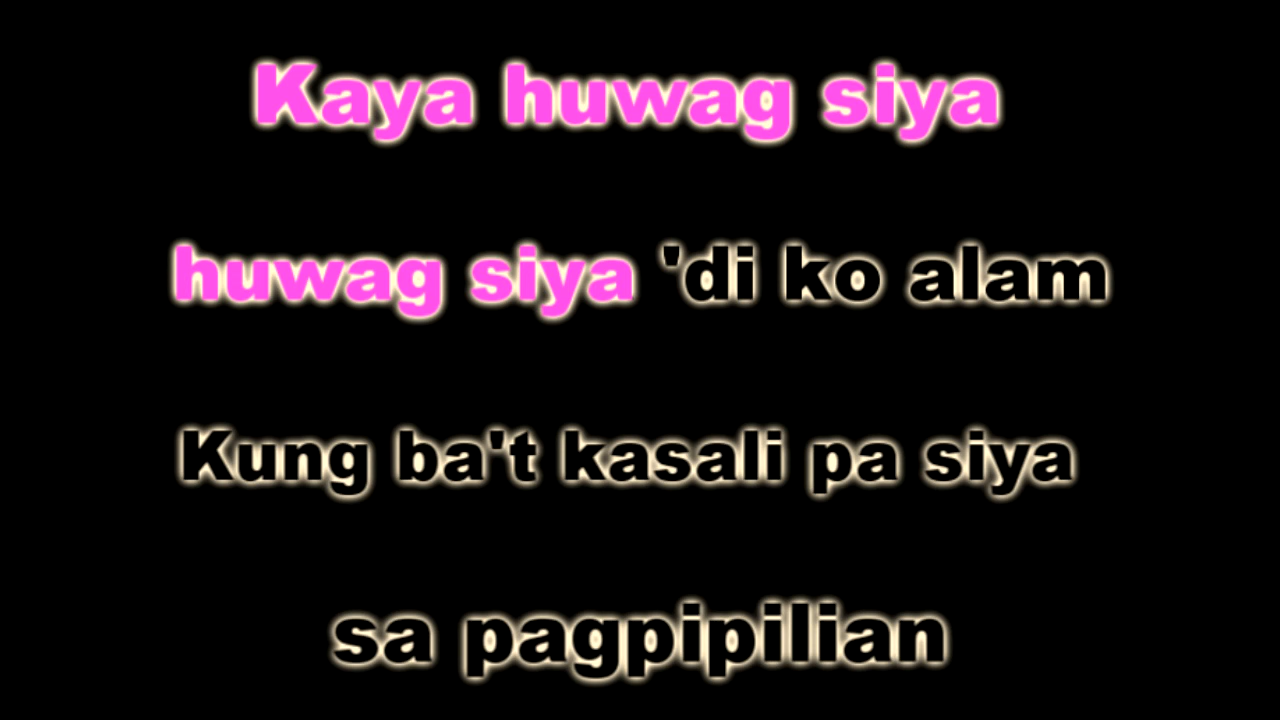 Kaya huwag siya
huwag siya 'di ko alam
Kung ba't kasali pa siya
sa pagpipilian